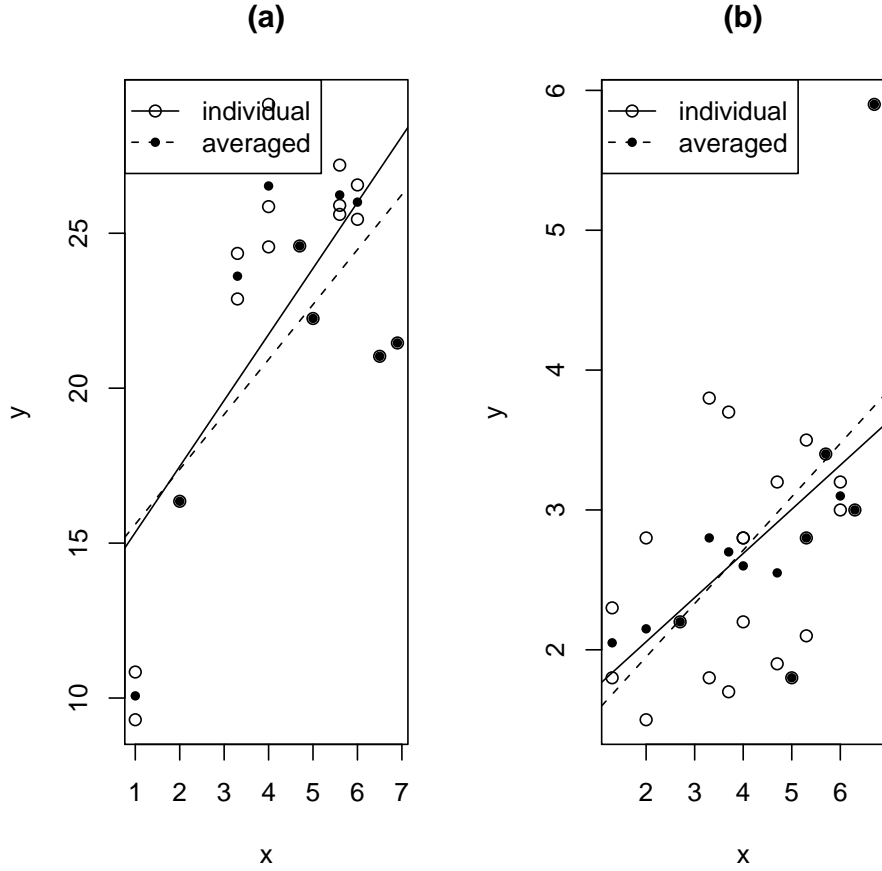 (a)
individual
averaged
y
25
20
15
10
1 2 3 4 5 6 7
x
(b)
individual
averaged
y
6
5
4
3
2
2 3 4 5 6
x